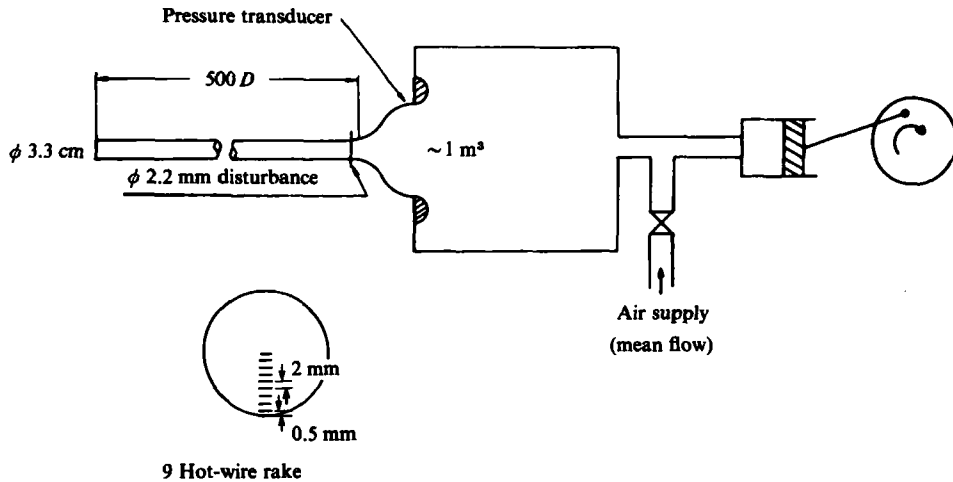 Pressure transducer
500 D
ϕ 3.3 cm
~1 m³
ϕ 2.2 mm disturbance
Air supply
(mean flow)
2 mm
0.5 mm
9 Hot-wire rake